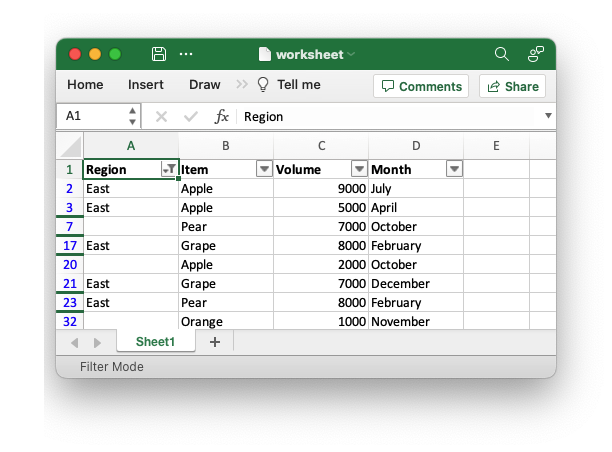 worksheet
Home Insert Draw Tell me Comments Share
A1 fx Region
A B C D E
1 Region Item Volume Month
2 East Apple 9000 July
3 East Apple 5000 April
7 Pear 7000 October
17 East Grape 8000 February
20 Apple 2000 October
21 East Grape 7000 December
23 East Pear 8000 February
32 Orange 1000 November
Sheet1 +
Filter Mode